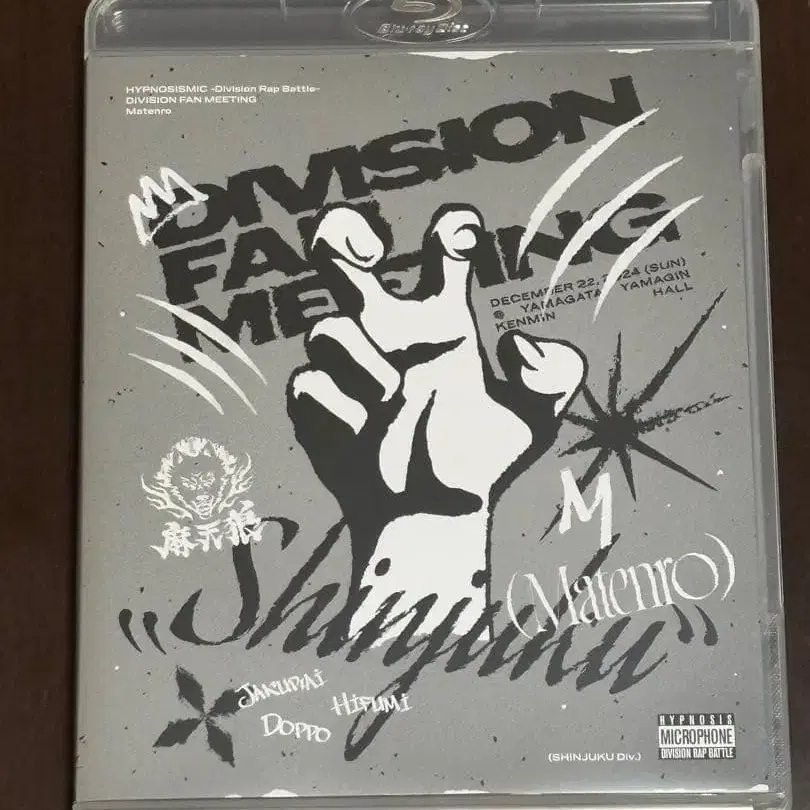 Blu-ray Disc
HYPNOSISMIC -Division Rap Battle-
DIVISION FAN MEETING
Matenro
DIVISION
FAN
MEETING
DECEMBER 22, 2024 (SUN)
@ YAMAGATA YAMAGIN
KENMIN HALL
麻天狼
M
(Matenro)
"Shinjuku"
JAKURAI
HIFUMI
DOPPO
(SHINJUKU Div.)
HYPNOSIS
MICROPHONE
DIVISION RAP BATTLE